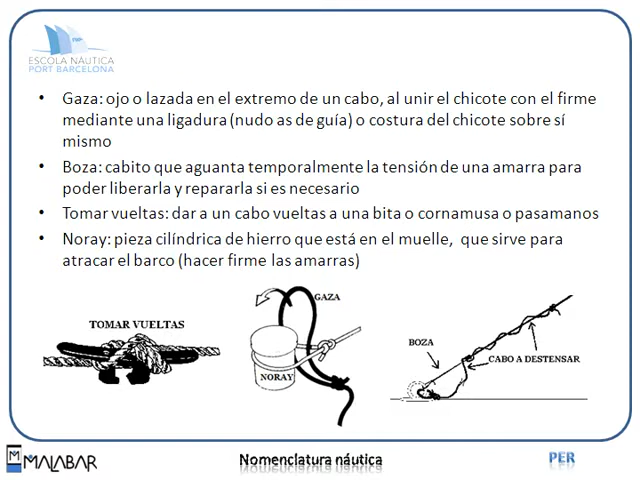 ESCOLA NÀUTICA
PORT BARCELONA
• Gaza: ojo o lazada en el extremo de un cabo, al unir el chicote con el firme
mediante una ligadura (nudo as de guía) o costura del chicote sobre sí
mismo
• Boza: cabito que aguanta temporalmente la tensión de una amarra para
poder liberarla y repararla si es necesario
• Tomar vueltas: dar a un cabo vueltas a una bita o cornamusa o pasamanos
• Noray: pieza cilíndrica de hierro que está en el muelle, que sirve para
atracar el barco (hacer firme las amarras)
TOMAR VUELTAS
GAZA
NORAY
BOZA
CABO A DESTENSAR
MALABAR
Nomenclatura náutica
PER